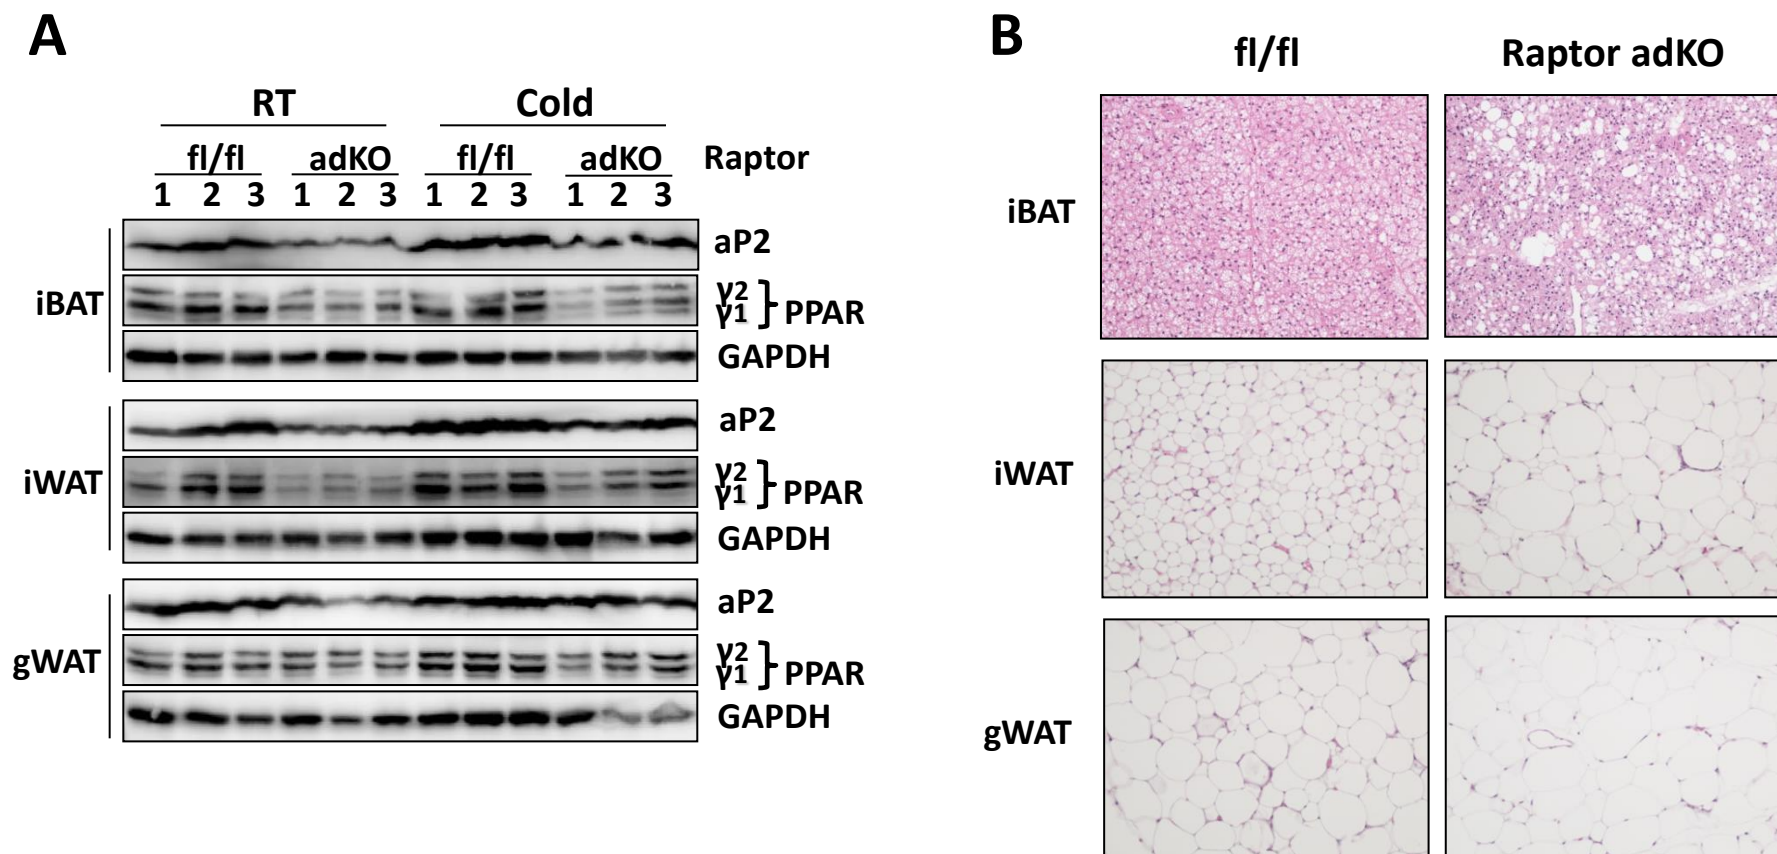 A
RT Cold
fl/fl adKO fl/fl adKO Raptor
1 2 3 1 2 3 1 2 3 1 2 3
iBAT
aP2
γ2
γ1
PPAR
GAPDH
iWAT
aP2
γ2
γ1
PPAR
GAPDH
gWAT
aP2
γ2
γ1
PPAR
GAPDH
B
fl/fl Raptor adKO
iBAT
iWAT
gWAT